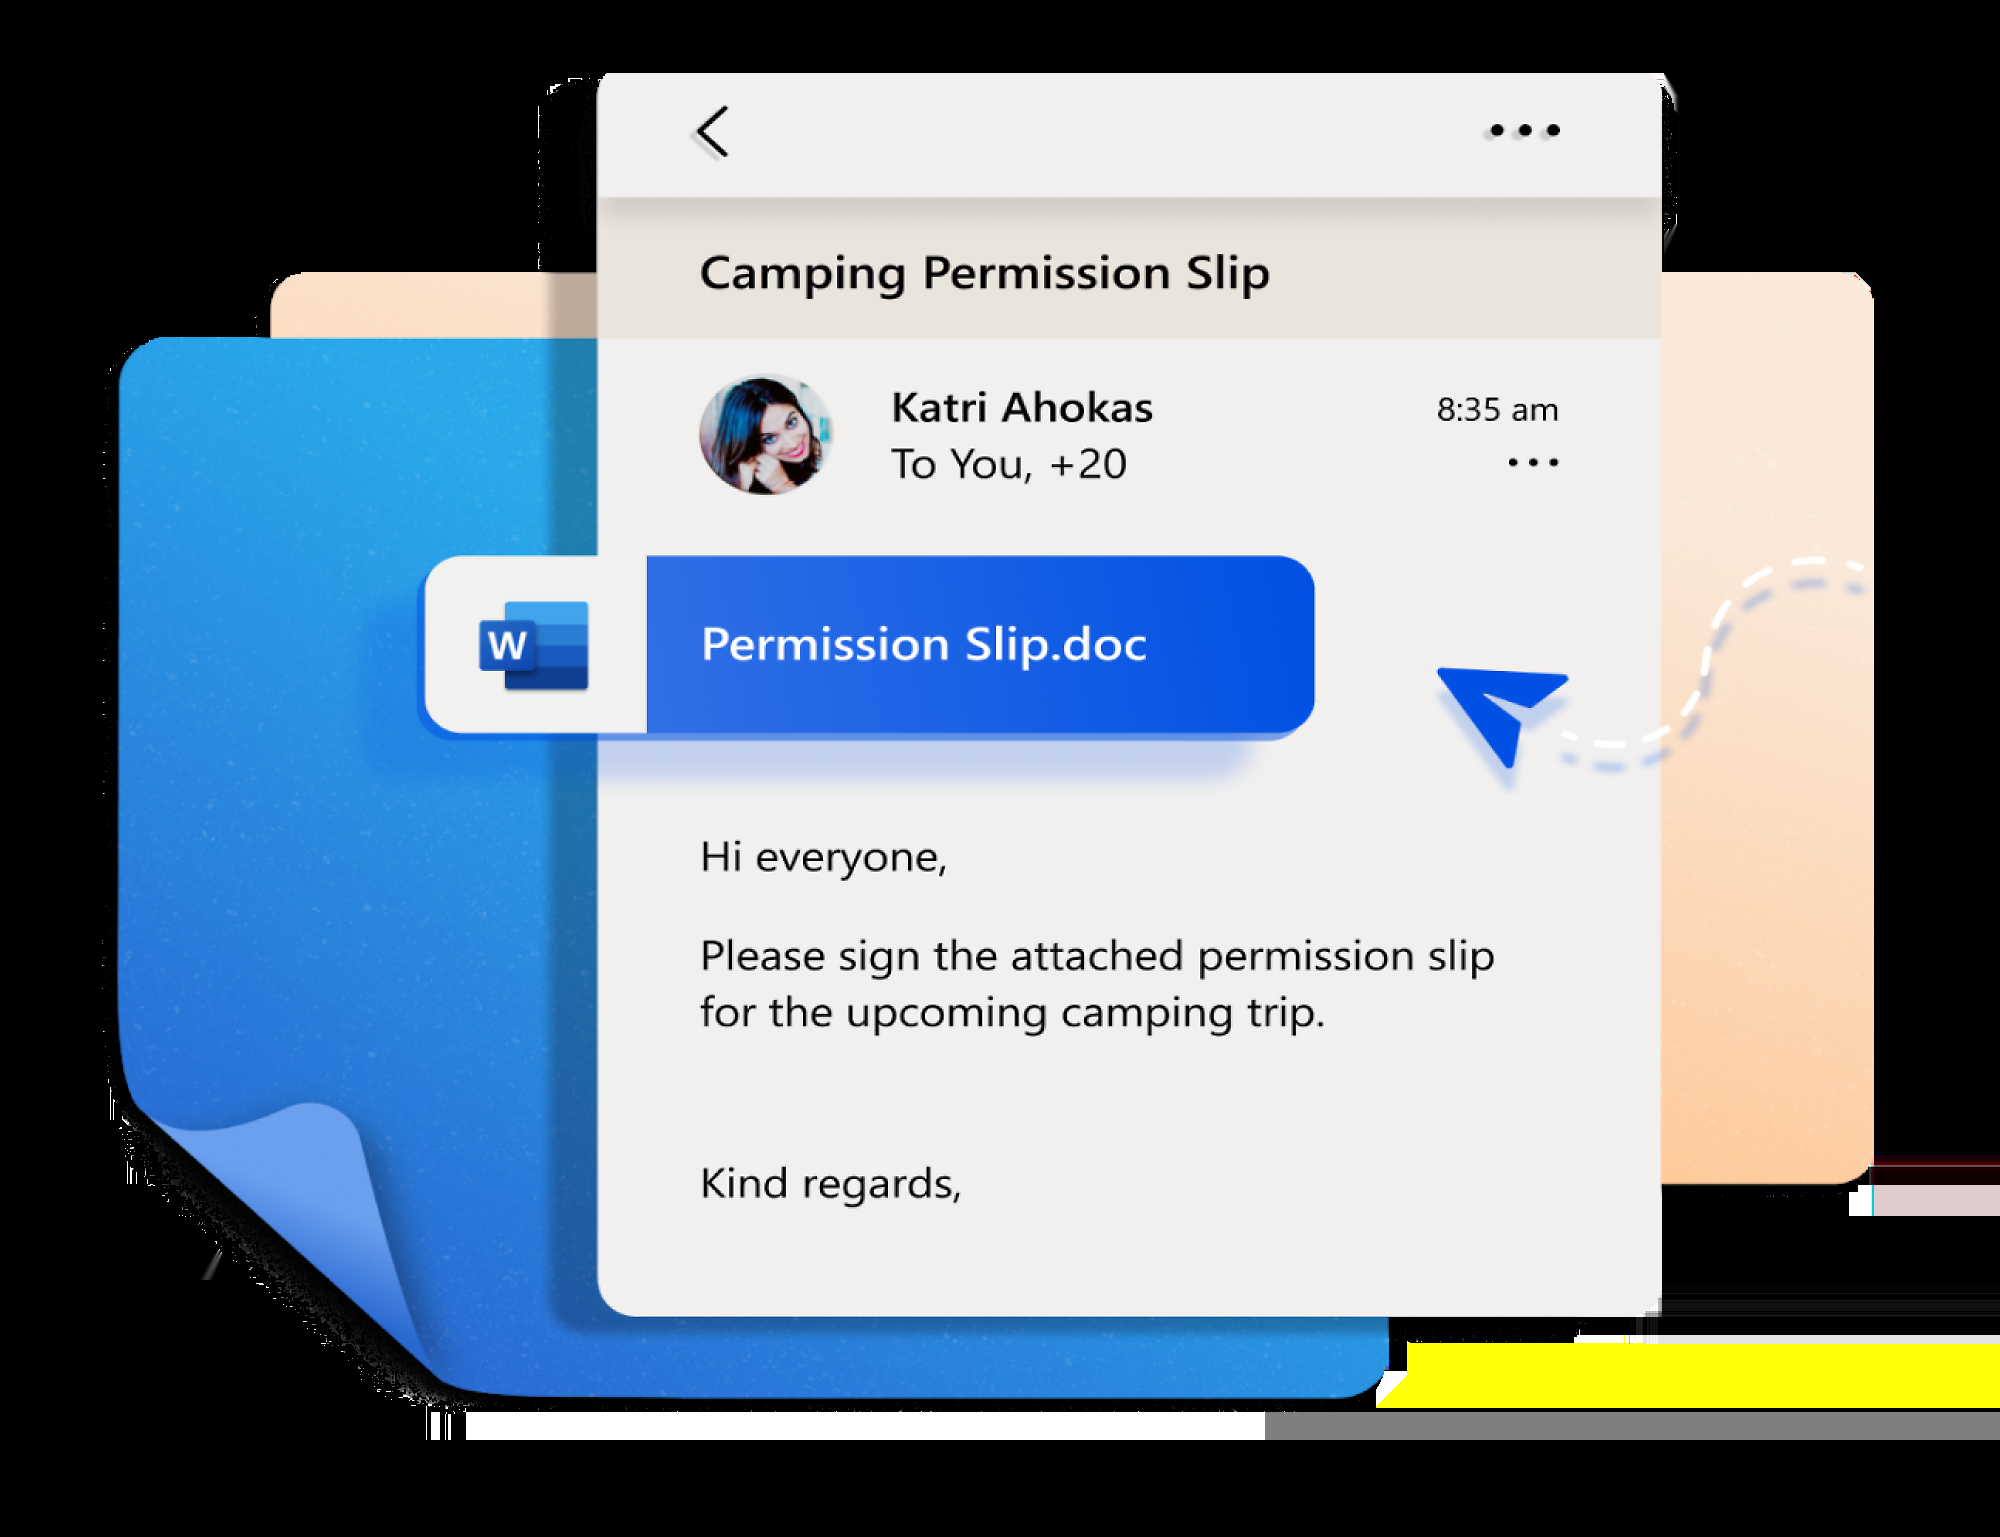 Camping Permission Slip
Katri Ahokas
8:35 am
To You, +20
W
Permission Slip.doc
Hi everyone,
Please sign the attached permission slip
for the upcoming camping trip.
Kind regards,